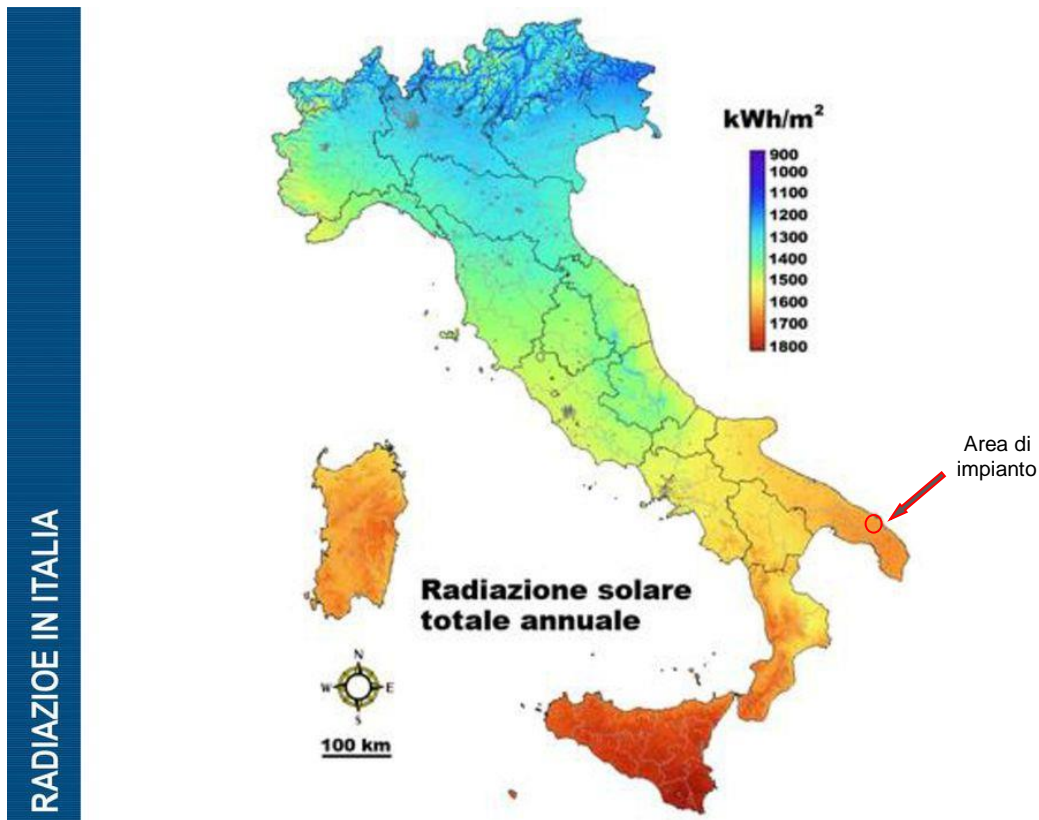 RADIAZIOE IN ITALIA
kWh/m²
900
1000
1100
1200
1300
1400
1500
1600
1700
1800
Area di
impianto
Radiazione solare
totale annuale
N
W E
S
100 km